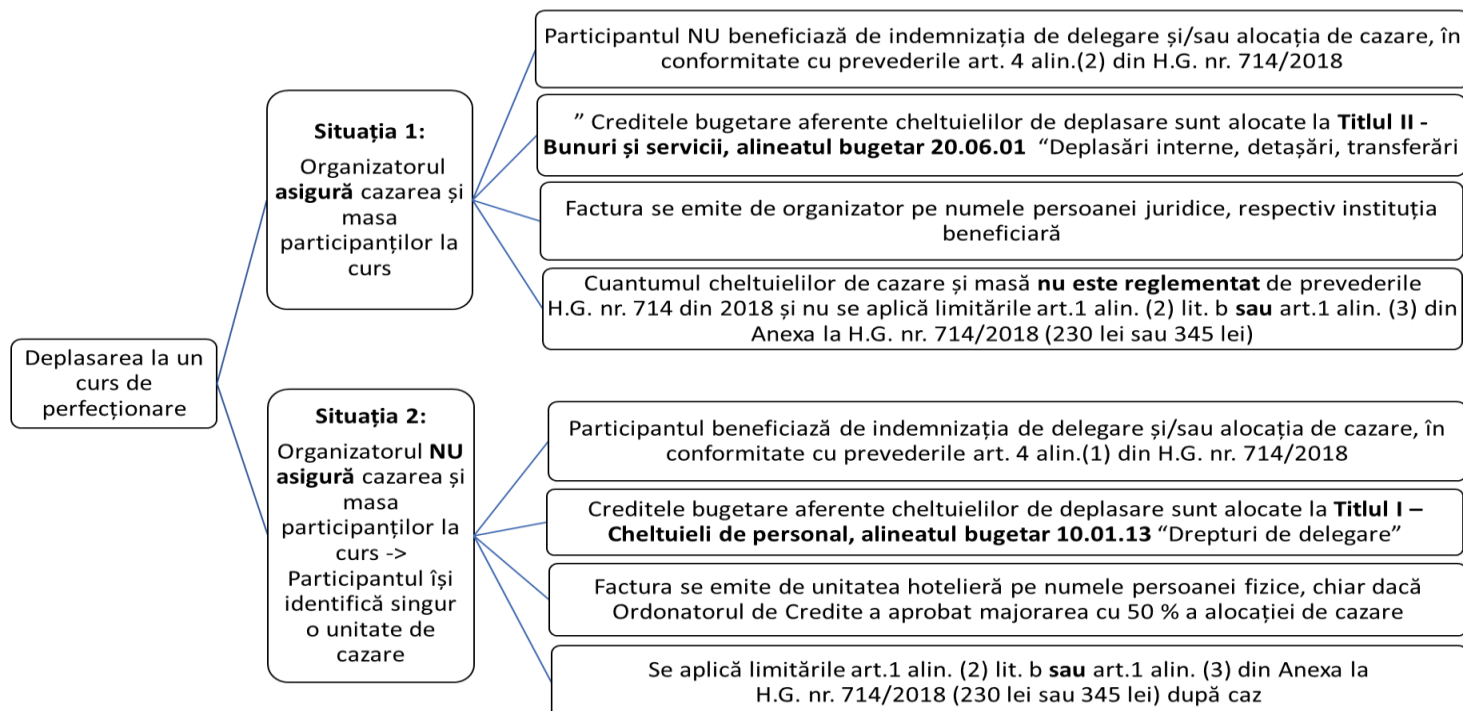 Deplasarea la un
curs de
perfecționare
Situația 1:
Organizatorul
asigură cazarea și
masa
participanților la
curs
Participantul NU beneficiază de indemnizația de delegare și/sau alocația de cazare, în
conformitate cu prevederile art. 4 alin.(2) din H.G. nr. 714/2018
” Creditele bugetare aferente cheltuielilor de deplasare sunt alocate la Titlul II -
Bunuri și servicii, alineatul bugetar 20.06.01 “Deplasări interne, detașări, transferări
Factura se emite de organizator pe numele persoanei juridice, respectiv instituția
beneficiară
Cuantumul cheltuielilor de cazare și masă nu este reglementat de prevederile
H.G. nr. 714 din 2018 și nu se aplică limitările art.1 alin. (2) lit. b sau art.1 alin. (3) din
Anexa la H.G. nr. 714/2018 (230 lei sau 345 lei)
Situația 2:
Organizatorul NU
asigură cazarea și
masa
participanților la
curs ->
Participantul își
identifică singur
o unitate de
cazare
Participantul beneficiază de indemnizația de delegare și/sau alocația de cazare, în
conformitate cu prevederile art. 4 alin.(1) din H.G. nr. 714/2018
Creditele bugetare aferente cheltuielilor de deplasare sunt alocate la Titlul I –
Cheltuieli de personal, alineatul bugetar 10.01.13 “Drepturi de delegare”
Factura se emite de unitatea hotelieră pe numele persoanei fizice, chiar dacă
Ordonatorul de Credite a aprobat majorarea cu 50 % a alocației de cazare
Se aplică limitările art.1 alin. (2) lit. b sau art.1 alin. (3) din Anexa la
H.G. nr. 714/2018 (230 lei sau 345 lei) după caz